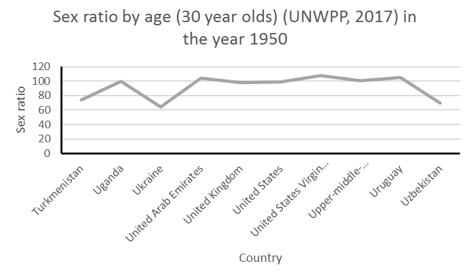 Sex ratio by age (30 year olds) (UNWPP, 2017) in
the year 1950
120
100
80
60
40
20
0
Sex ratio
Turkmenistan
Uganda
Ukraine
United Arab Emirates
United Kingdom
United States
United States Virgin...
Upper-middle-...
Uruguay
Uzbekistan
Country